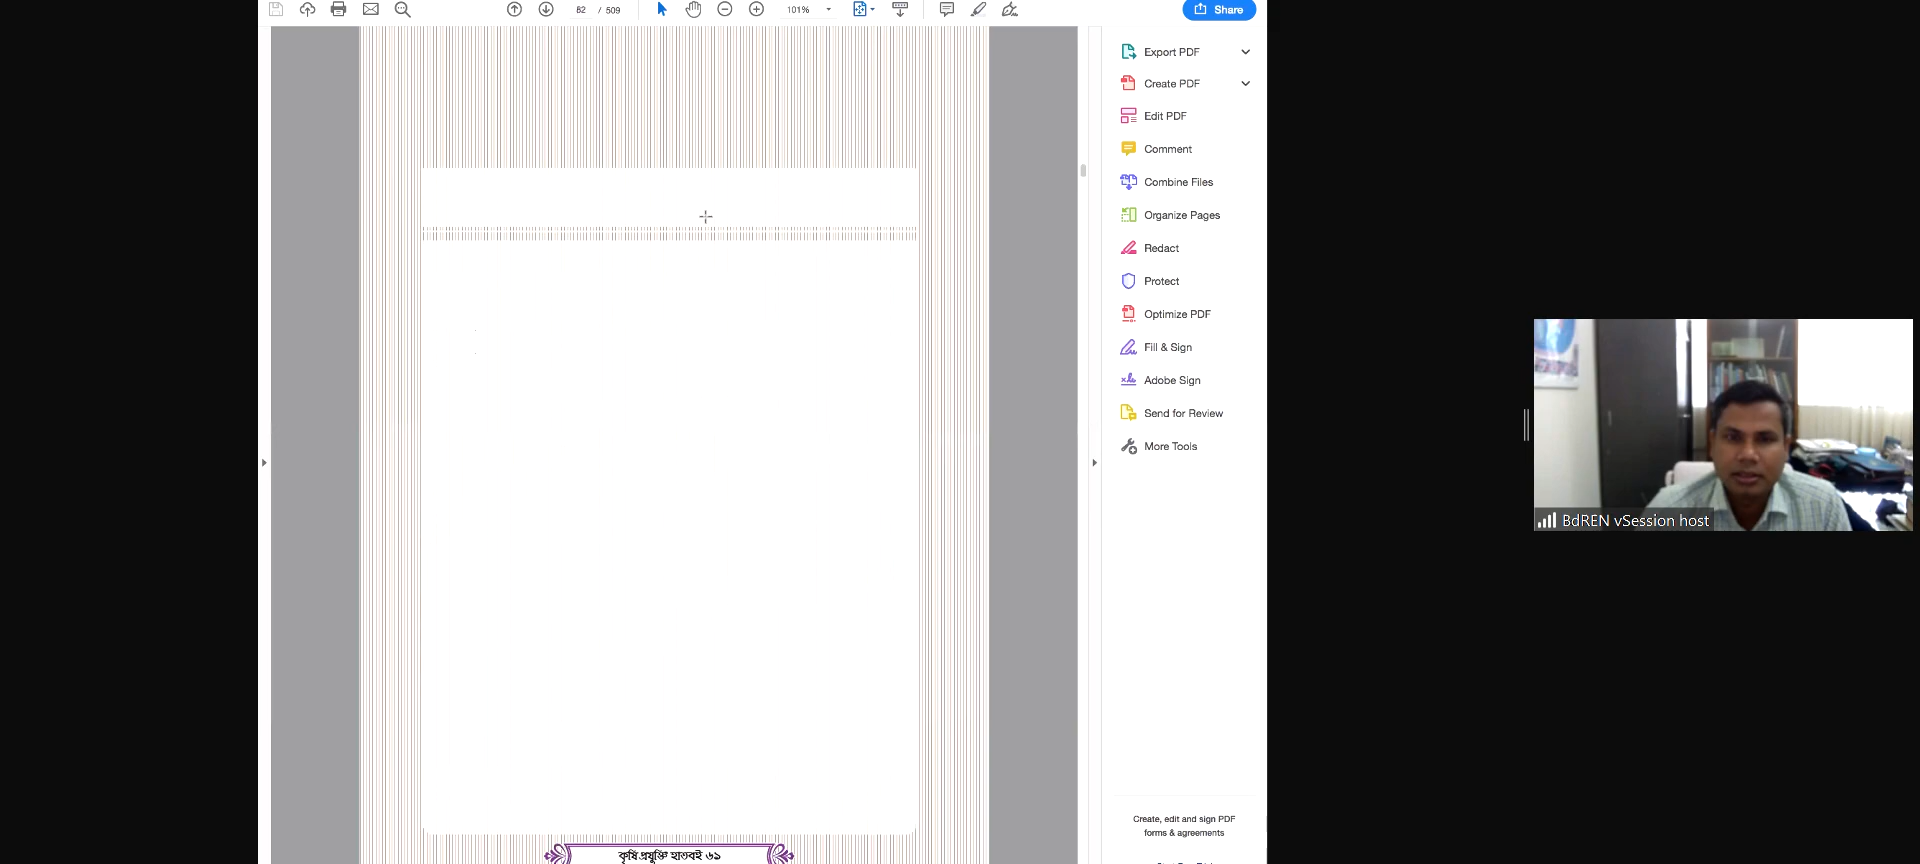 62 / 509
101%
Share
Export PDF
Create PDF
Edit PDF
Comment
Combine Files
Organize Pages
Redact
Protect
Optimize PDF
Fill & Sign
Adobe Sign
Send for Review
More Tools
Create, edit and sign PDF
forms & agreements
কৃষি প্রযুক্তি হাতবই ৬১
BdREN vSession host